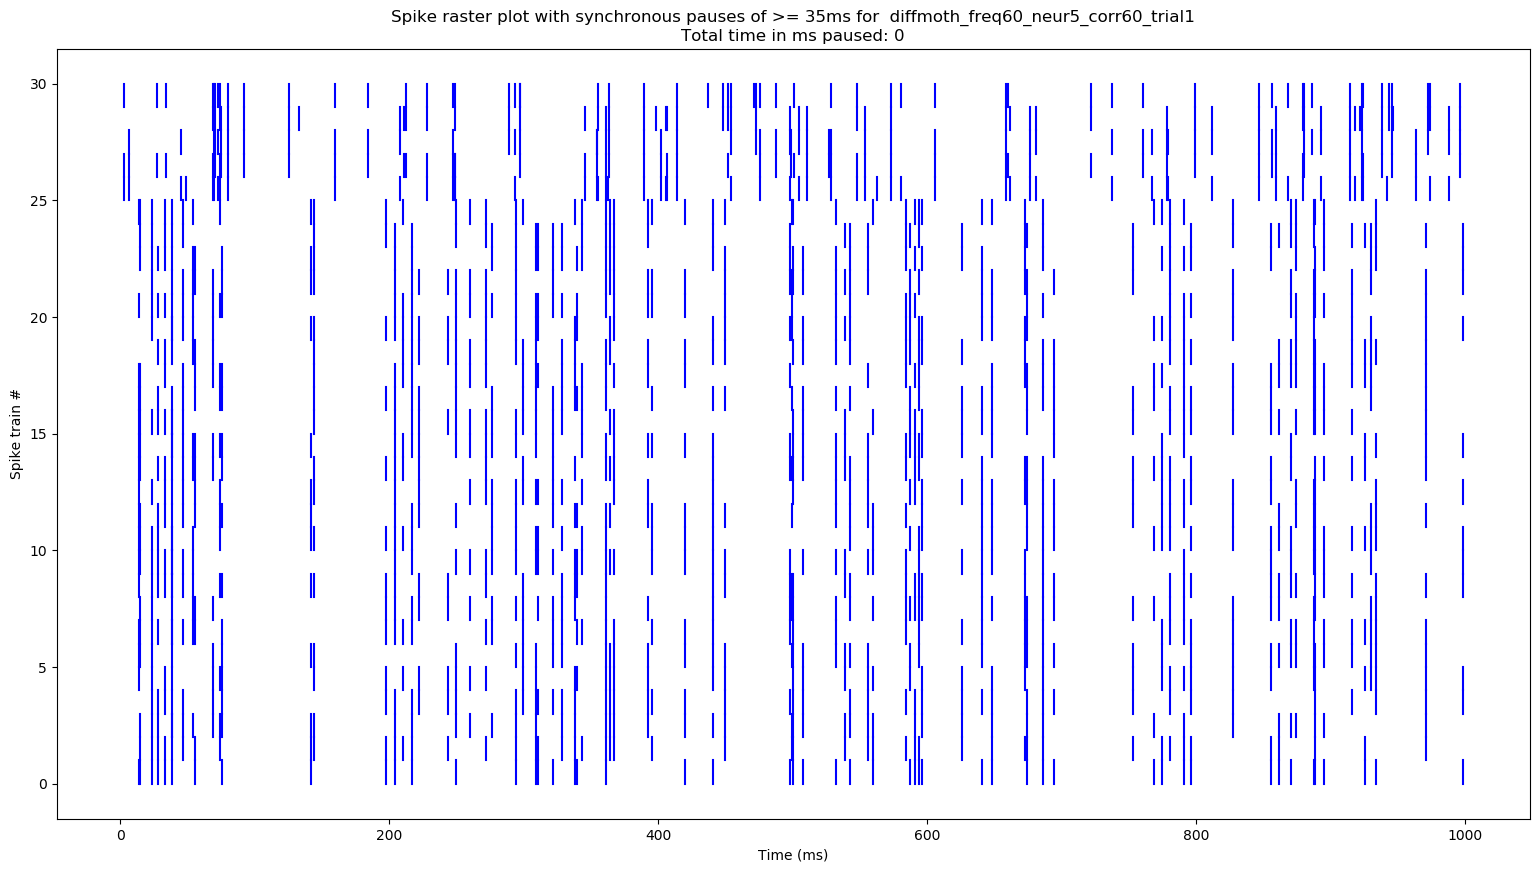 Spike raster plot with synchronous pauses of >= 35ms for  diffmoth_freq60_neur5_corr60_trial1
Total time in ms paused: 0
30
25
20
15
10
5
0
Spike train #
0 200 400 600 800 1000
Time (ms)